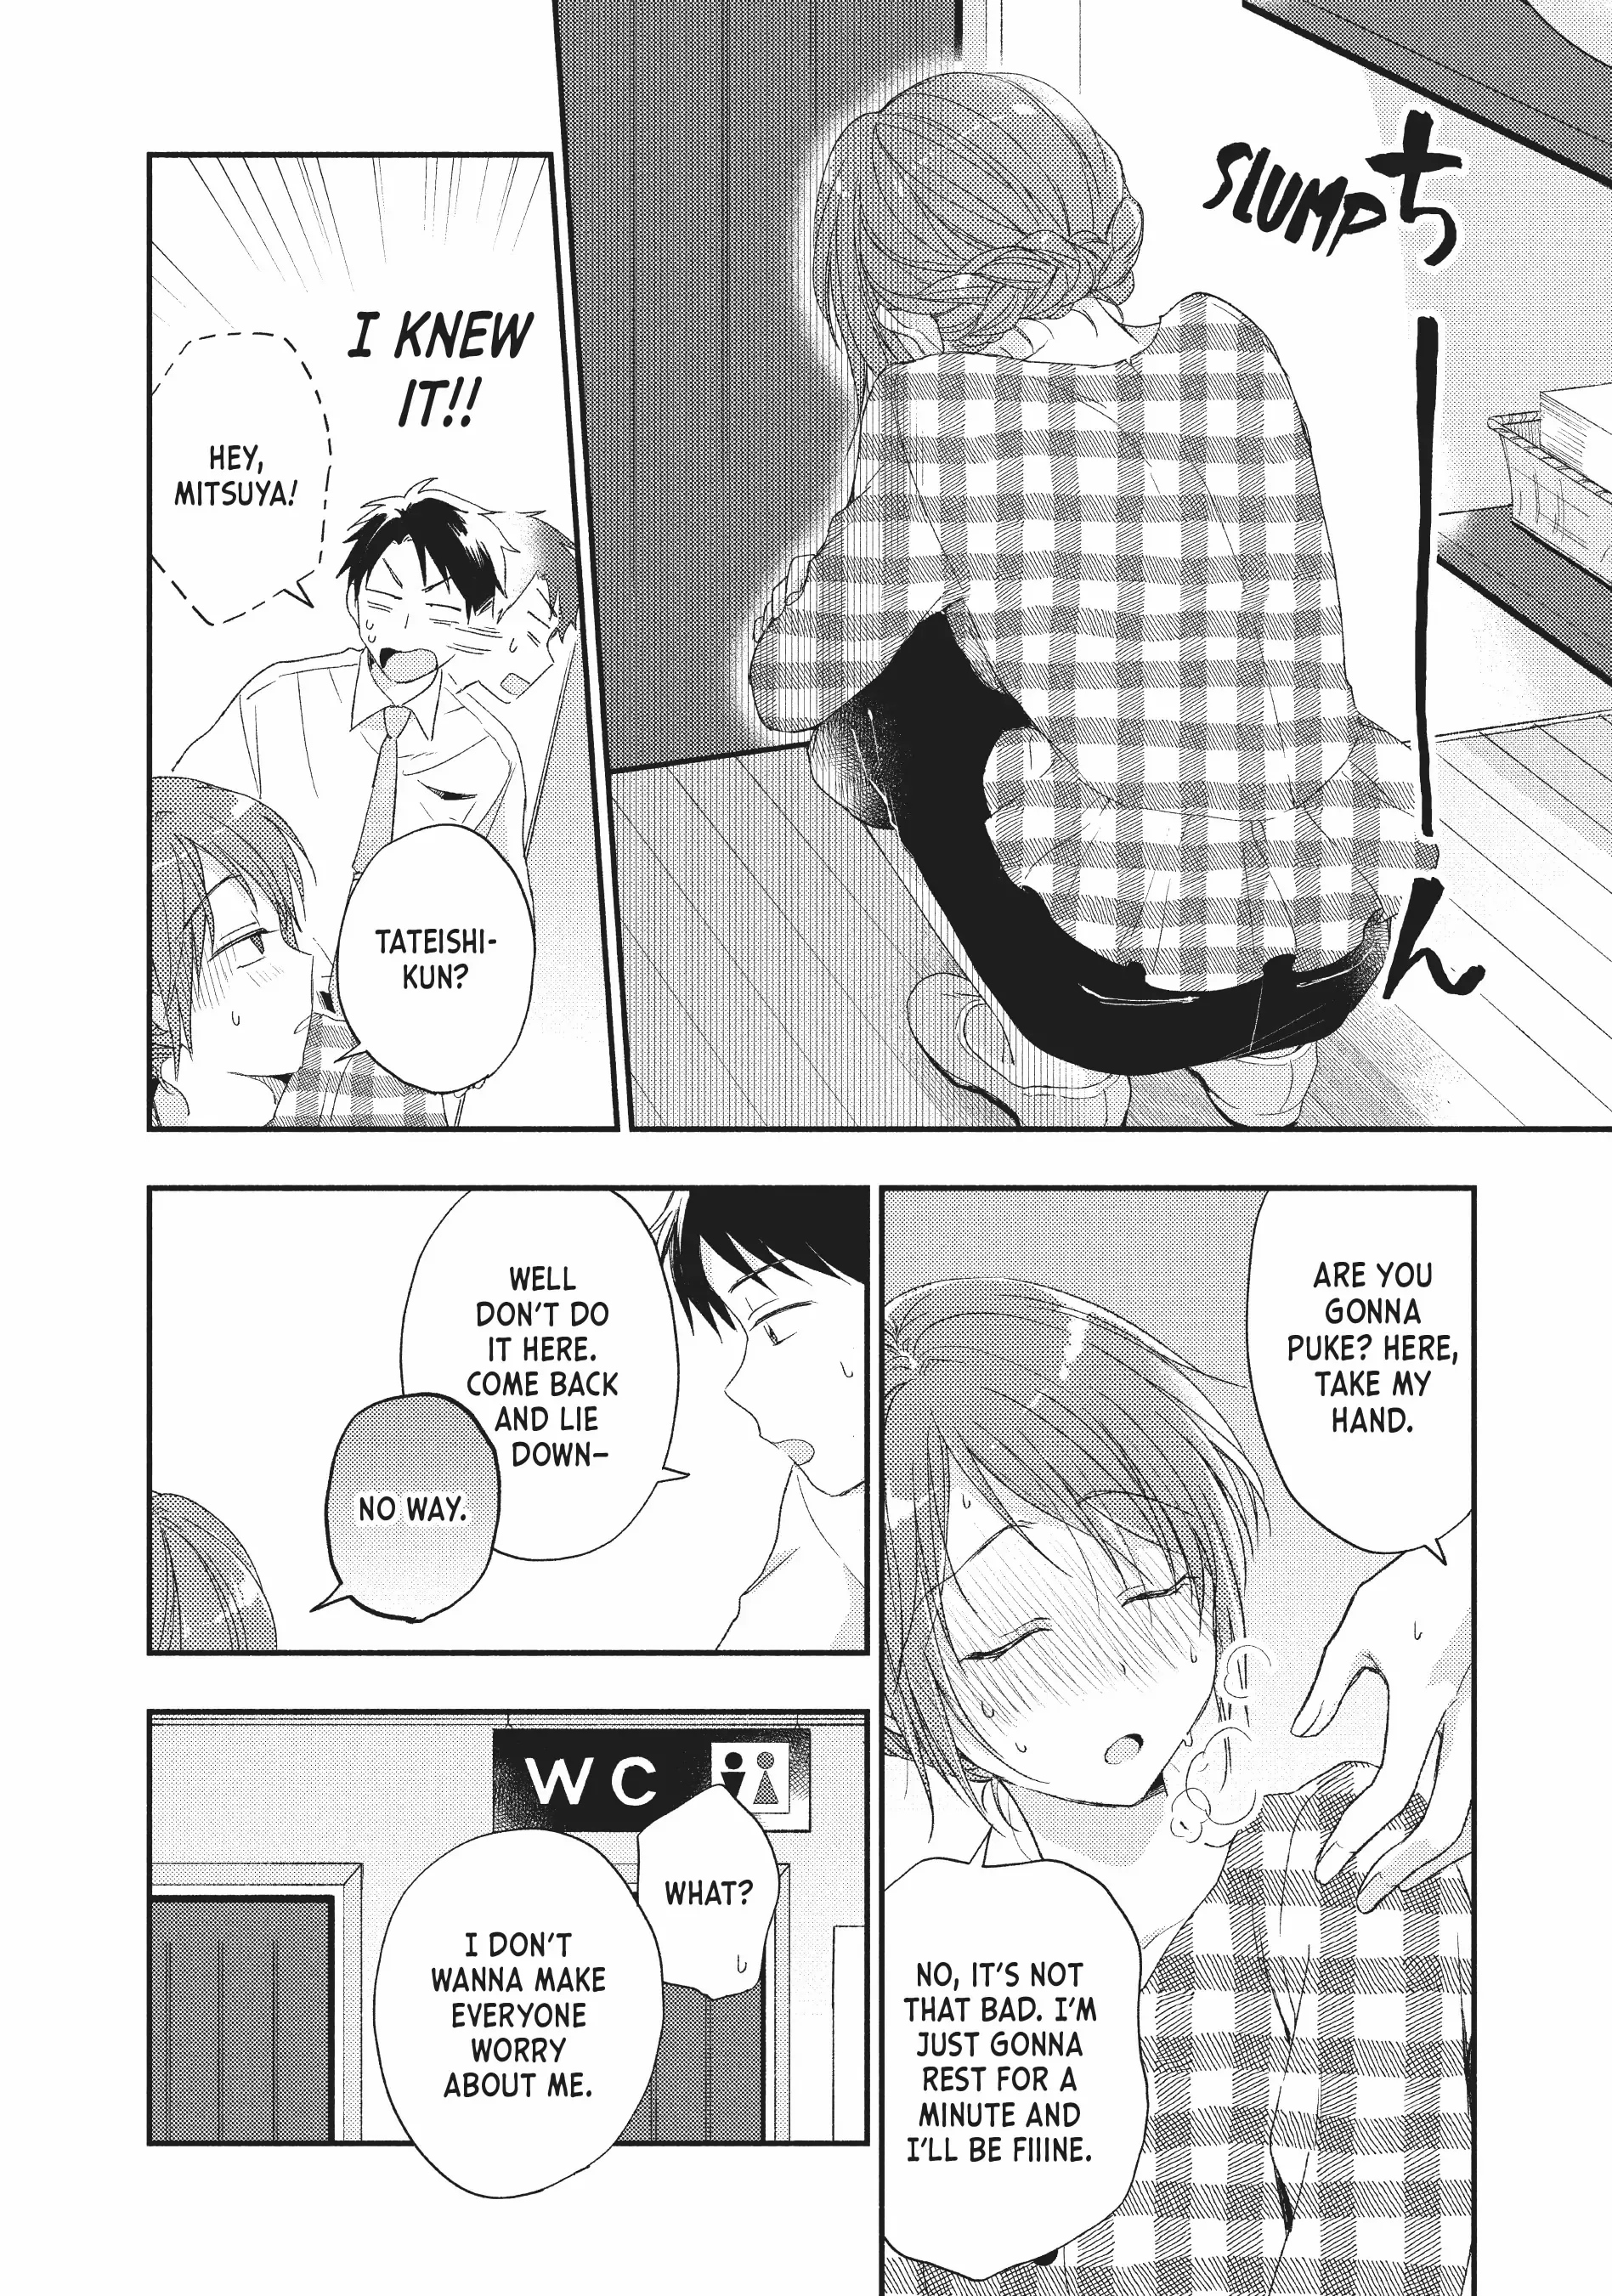 SLUMP
ち
ー
ん
I KNEW
IT!!
HEY,
MITSUYA!
TATEISHI-
KUN?
ARE YOU
GONNA
PUKE? HERE,
TAKE MY
HAND.
NO, IT'S NOT
THAT BAD. I'M
JUST GONNA
REST FOR A
MINUTE AND
I'LL BE FIIINE.
WELL
DON'T DO
IT HERE.
COME BACK
AND LIE
DOWN–
NO WAY.
WC
WHAT?
I DON'T
WANNA MAKE
EVERYONE
WORRY
ABOUT ME.